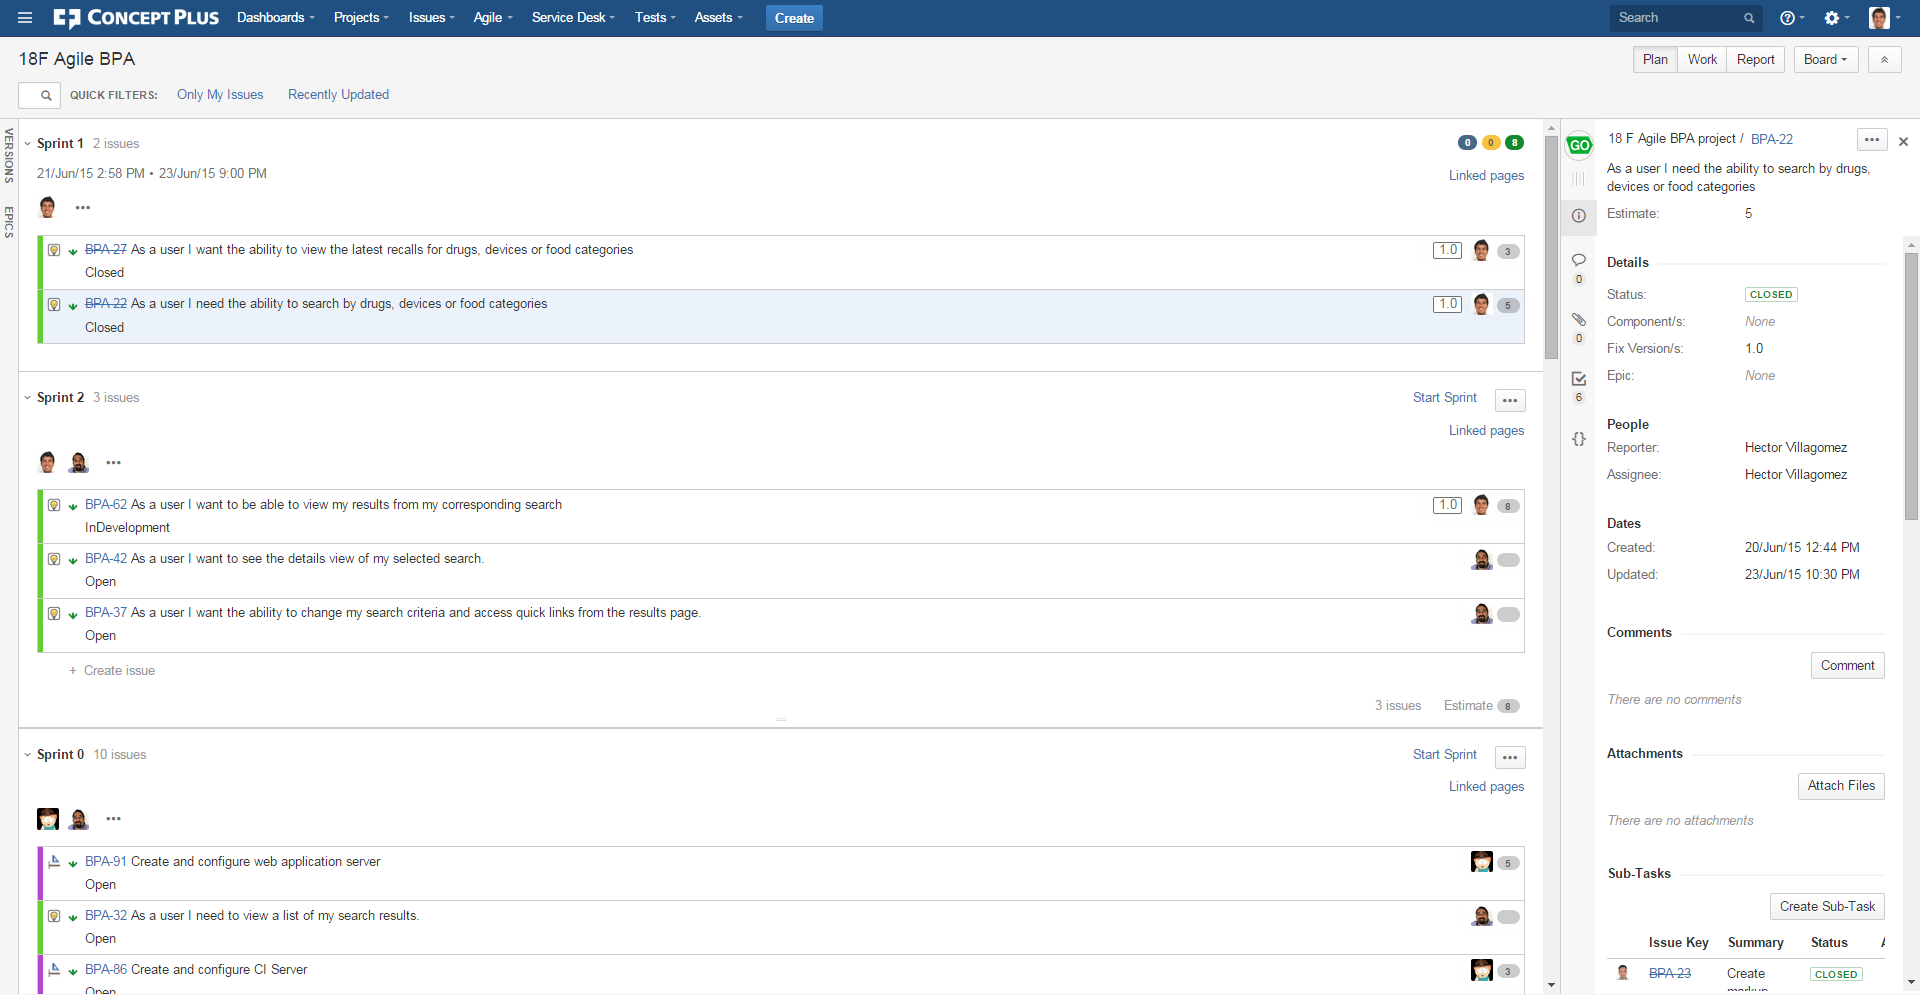 CONCEPT PLUS Dashboards Projects Issues Agile Service Desk Tests Assets Create Search
18F Agile BPA Plan Work Report Board
QUICK FILTERS: Only My Issues Recently Updated
VERSIONS
EPICS
Sprint 1 2 issues 0 0 8
21/Jun/15 2:58 PM • 23/Jun/15 9:00 PM Linked pages
•••
BPA-27 As a user I want the ability to view the latest recalls for drugs, devices or food categories 1.0 3
Closed
BPA-22 As a user I need the ability to search by drugs, devices or food categories 1.0 5
Closed
Sprint 2 3 issues Start Sprint •••
Linked pages
•••
BPA-62 As a user I want to be able to view my results from my corresponding search 1.0 8
InDevelopment
BPA-42 As a user I want to see the details view of my selected search.
Open
BPA-37 As a user I want the ability to change my search criteria and access quick links from the results page.
Open
+ Create issue
3 issues Estimate 8
Sprint 0 10 issues Start Sprint •••
Linked pages
•••
BPA-91 Create and configure web application server 5
Open
BPA-32 As a user I need to view a list of my search results.
Open
BPA-86 Create and configure CI Server 3
Open
GO
0
0
6
{}
18 F Agile BPA project / BPA-22 •••
As a user I need the ability to search by drugs,
devices or food categories
Estimate: 5
Details
Status: CLOSED
Component/s: None
Fix Version/s: 1.0
Epic: None
People
Reporter: Hector Villagomez
Assignee: Hector Villagomez
Dates
Created: 20/Jun/15 12:44 PM
Updated: 23/Jun/15 10:30 PM
Comments
Comment
There are no comments
Attachments
Attach Files
There are no attachments
Sub-Tasks
Create Sub-Task
Issue Key Summary Status
BPA-23 Create CLOSED
markup